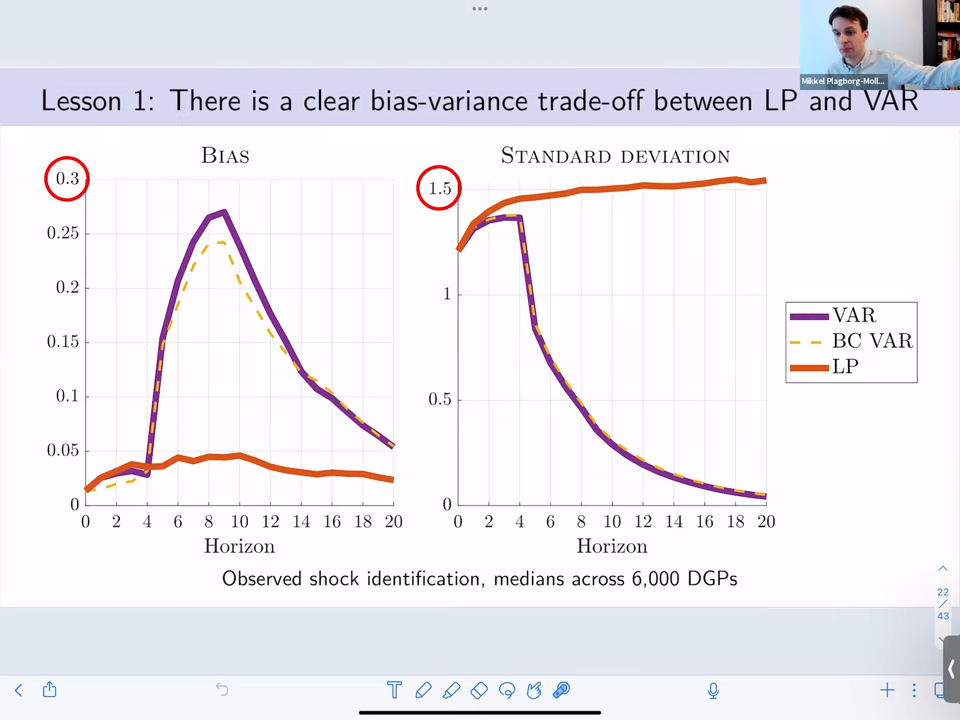 Mikkel Plagborg-Moll...
Lesson 1: There is a clear bias-variance trade-off between LP and VAR
BIAS
0.3
0.25
0.2
0.15
0.1
0.05
0
0 2 4 6 8 10 12 14 16 18 20
Horizon
STANDARD DEVIATION
1.5
1
0.5
0
0 2 4 6 8 10 12 14 16 18 20
Horizon
VAR
BC VAR
LP
Observed shock identification, medians across 6,000 DGPs
22
/
43